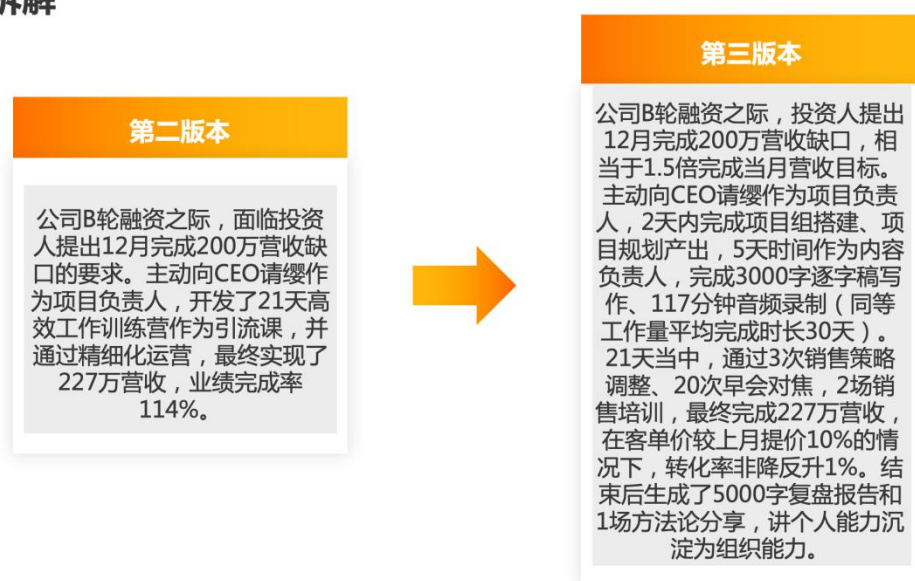 拆解
第二版本
公司B轮融资之际，面临投资
人提出12月完成200万营收缺
口的要求。主动向CEO请缨作
为项目负责人，开发了21天高
效工作训练营作为引流课，并
通过精细化运营，最终实现了
227万营收，业绩完成率
114%。
第三版本
公司B轮融资之际，投资人提出
12月完成200万营收缺口，相
当于1.5倍完成当月营收目标。
主动向CEO请缨作为项目负责
人，2天内完成项目组搭建、项
目规划产出，5天时间作为内容
负责人，完成3000字逐字稿写
作、117分钟音频录制（同等
工作量平均完成时长30天）。
21天当中，通过3次销售策略
调整、20次早会对焦，2场销
售培训，最终完成227万营收，
在客单价较上月提价10%的情
况下，转化率非降反升1%。结
束后生成了5000字复盘报告和
1场方法论分享，讲个人能力沉
淀为组织能力。